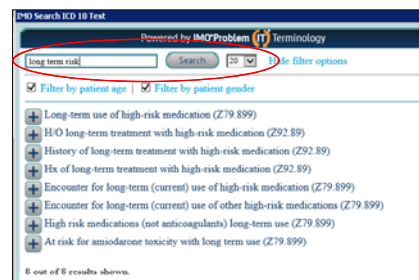 IMO Search ICD 10 Test
Powered by IMO®Problem (IT) Terminology
long term risk Search 20 Hide filter options
Filter by patient age | Filter by patient gender
Long-term use of high-risk medication (Z79.899)
H/O long-term treatment with high-risk medication (Z92.89)
History of long-term treatment with high-risk medication (Z92.89)
Hx of long-term treatment with high-risk medication (Z92.89)
Encounter for long-term (current) use of high-risk medication (Z79.899)
Encounter for long-term (current) use of other high-risk medications (Z79.899)
High risk medications (not anticoagulants) long-term use (Z79.899)
At risk for amiodarone toxicity with long term use (Z79.899)
8 out of 8 results shown.